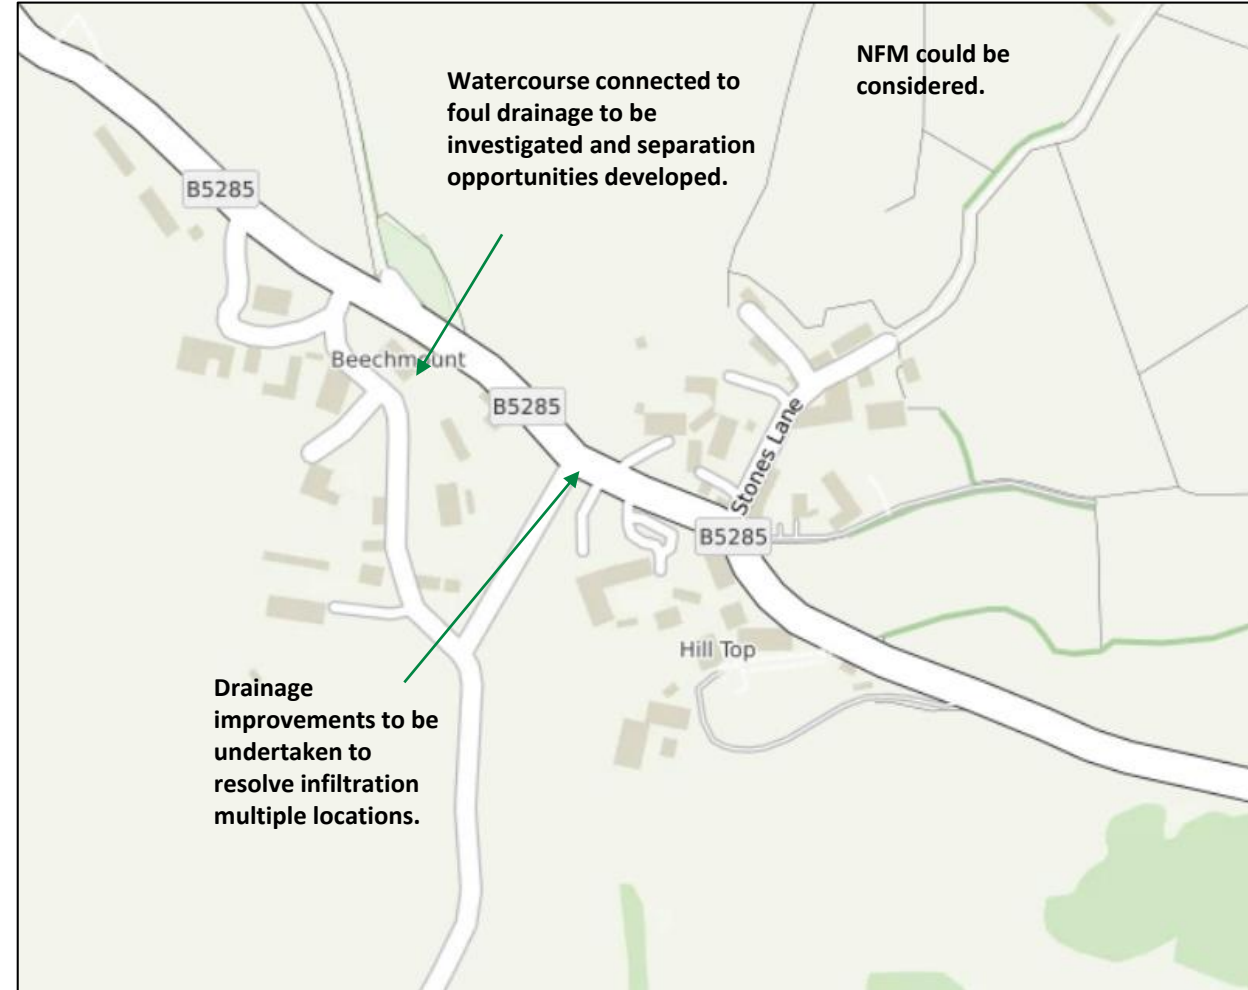 NFM could be
considered.
Watercourse connected to
foul drainage to be
investigated and separation
opportunities developed.
B5285
Beechmount
B5285
Stones Lane
B5285
Hill Top
Drainage
improvements to be
undertaken to
resolve infiltration
multiple locations.